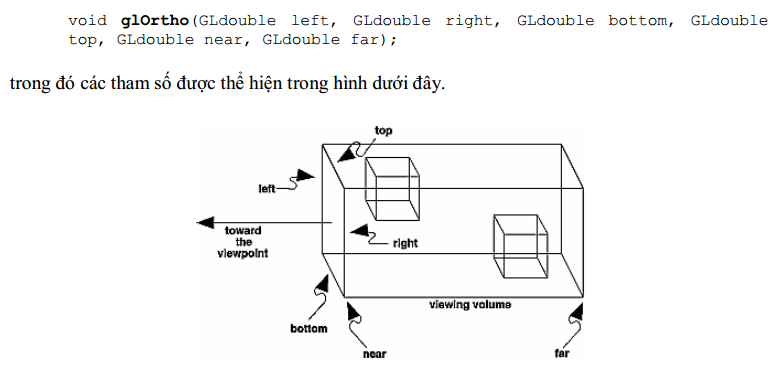 void glOrtho(GLdouble left, GLdouble right, GLdouble bottom, GLdouble
top, GLdouble near, GLdouble far);
trong đó các tham số được thể hiện trong hình dưới đây.
top
left
toward
the
viewpoint
right
viewing volume
bottom
near
far